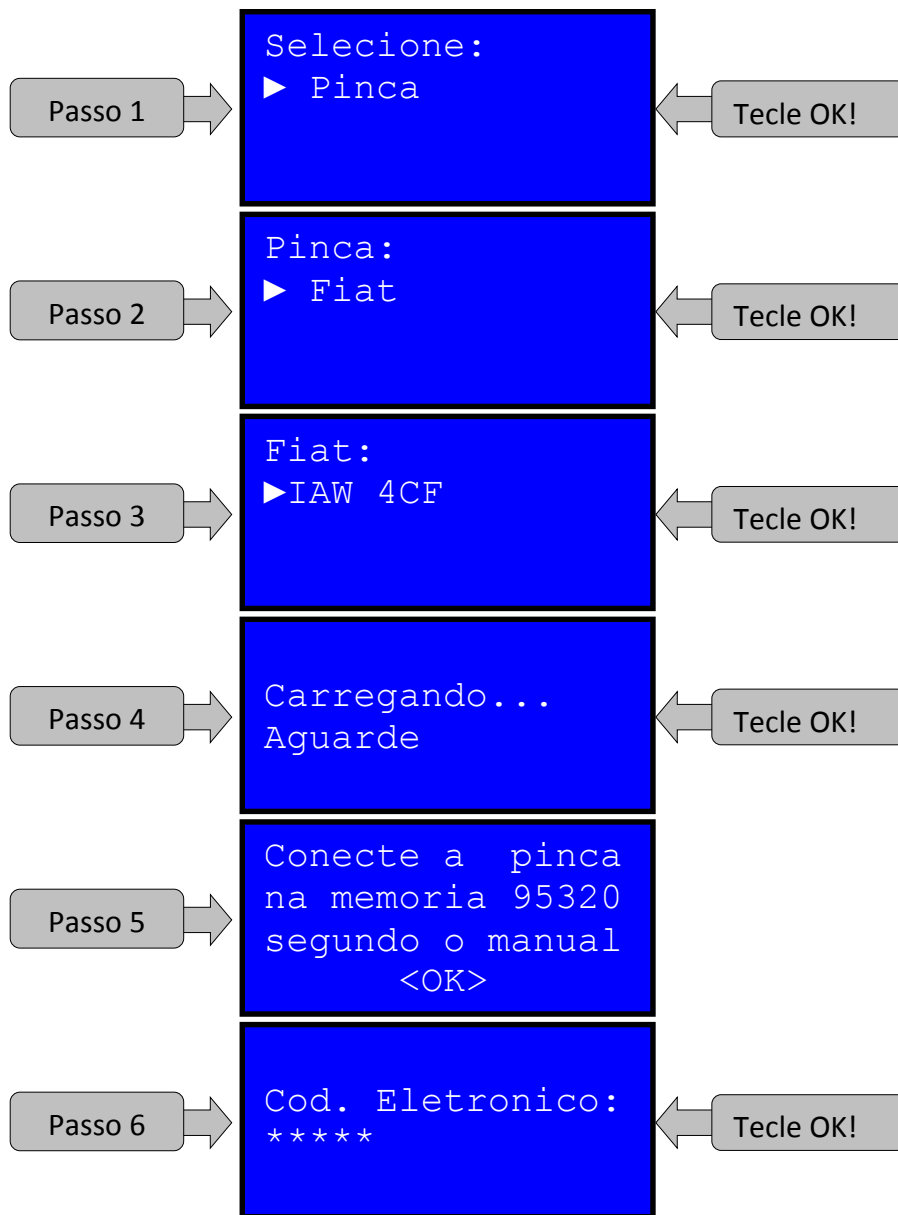 Passo 1
Selecione:
► Pinca
Tecle OK!
Passo 2
Pinca:
► Fiat
Tecle OK!
Passo 3
Fiat:
►IAW 4CF
Tecle OK!
Passo 4
Carregando...
Aguarde
Tecle OK!
Passo 5
Conecte a pinca
na memoria 95320
segundo o manual
<OK>
Passo 6
Cod. Eletronico:
*****
Tecle OK!